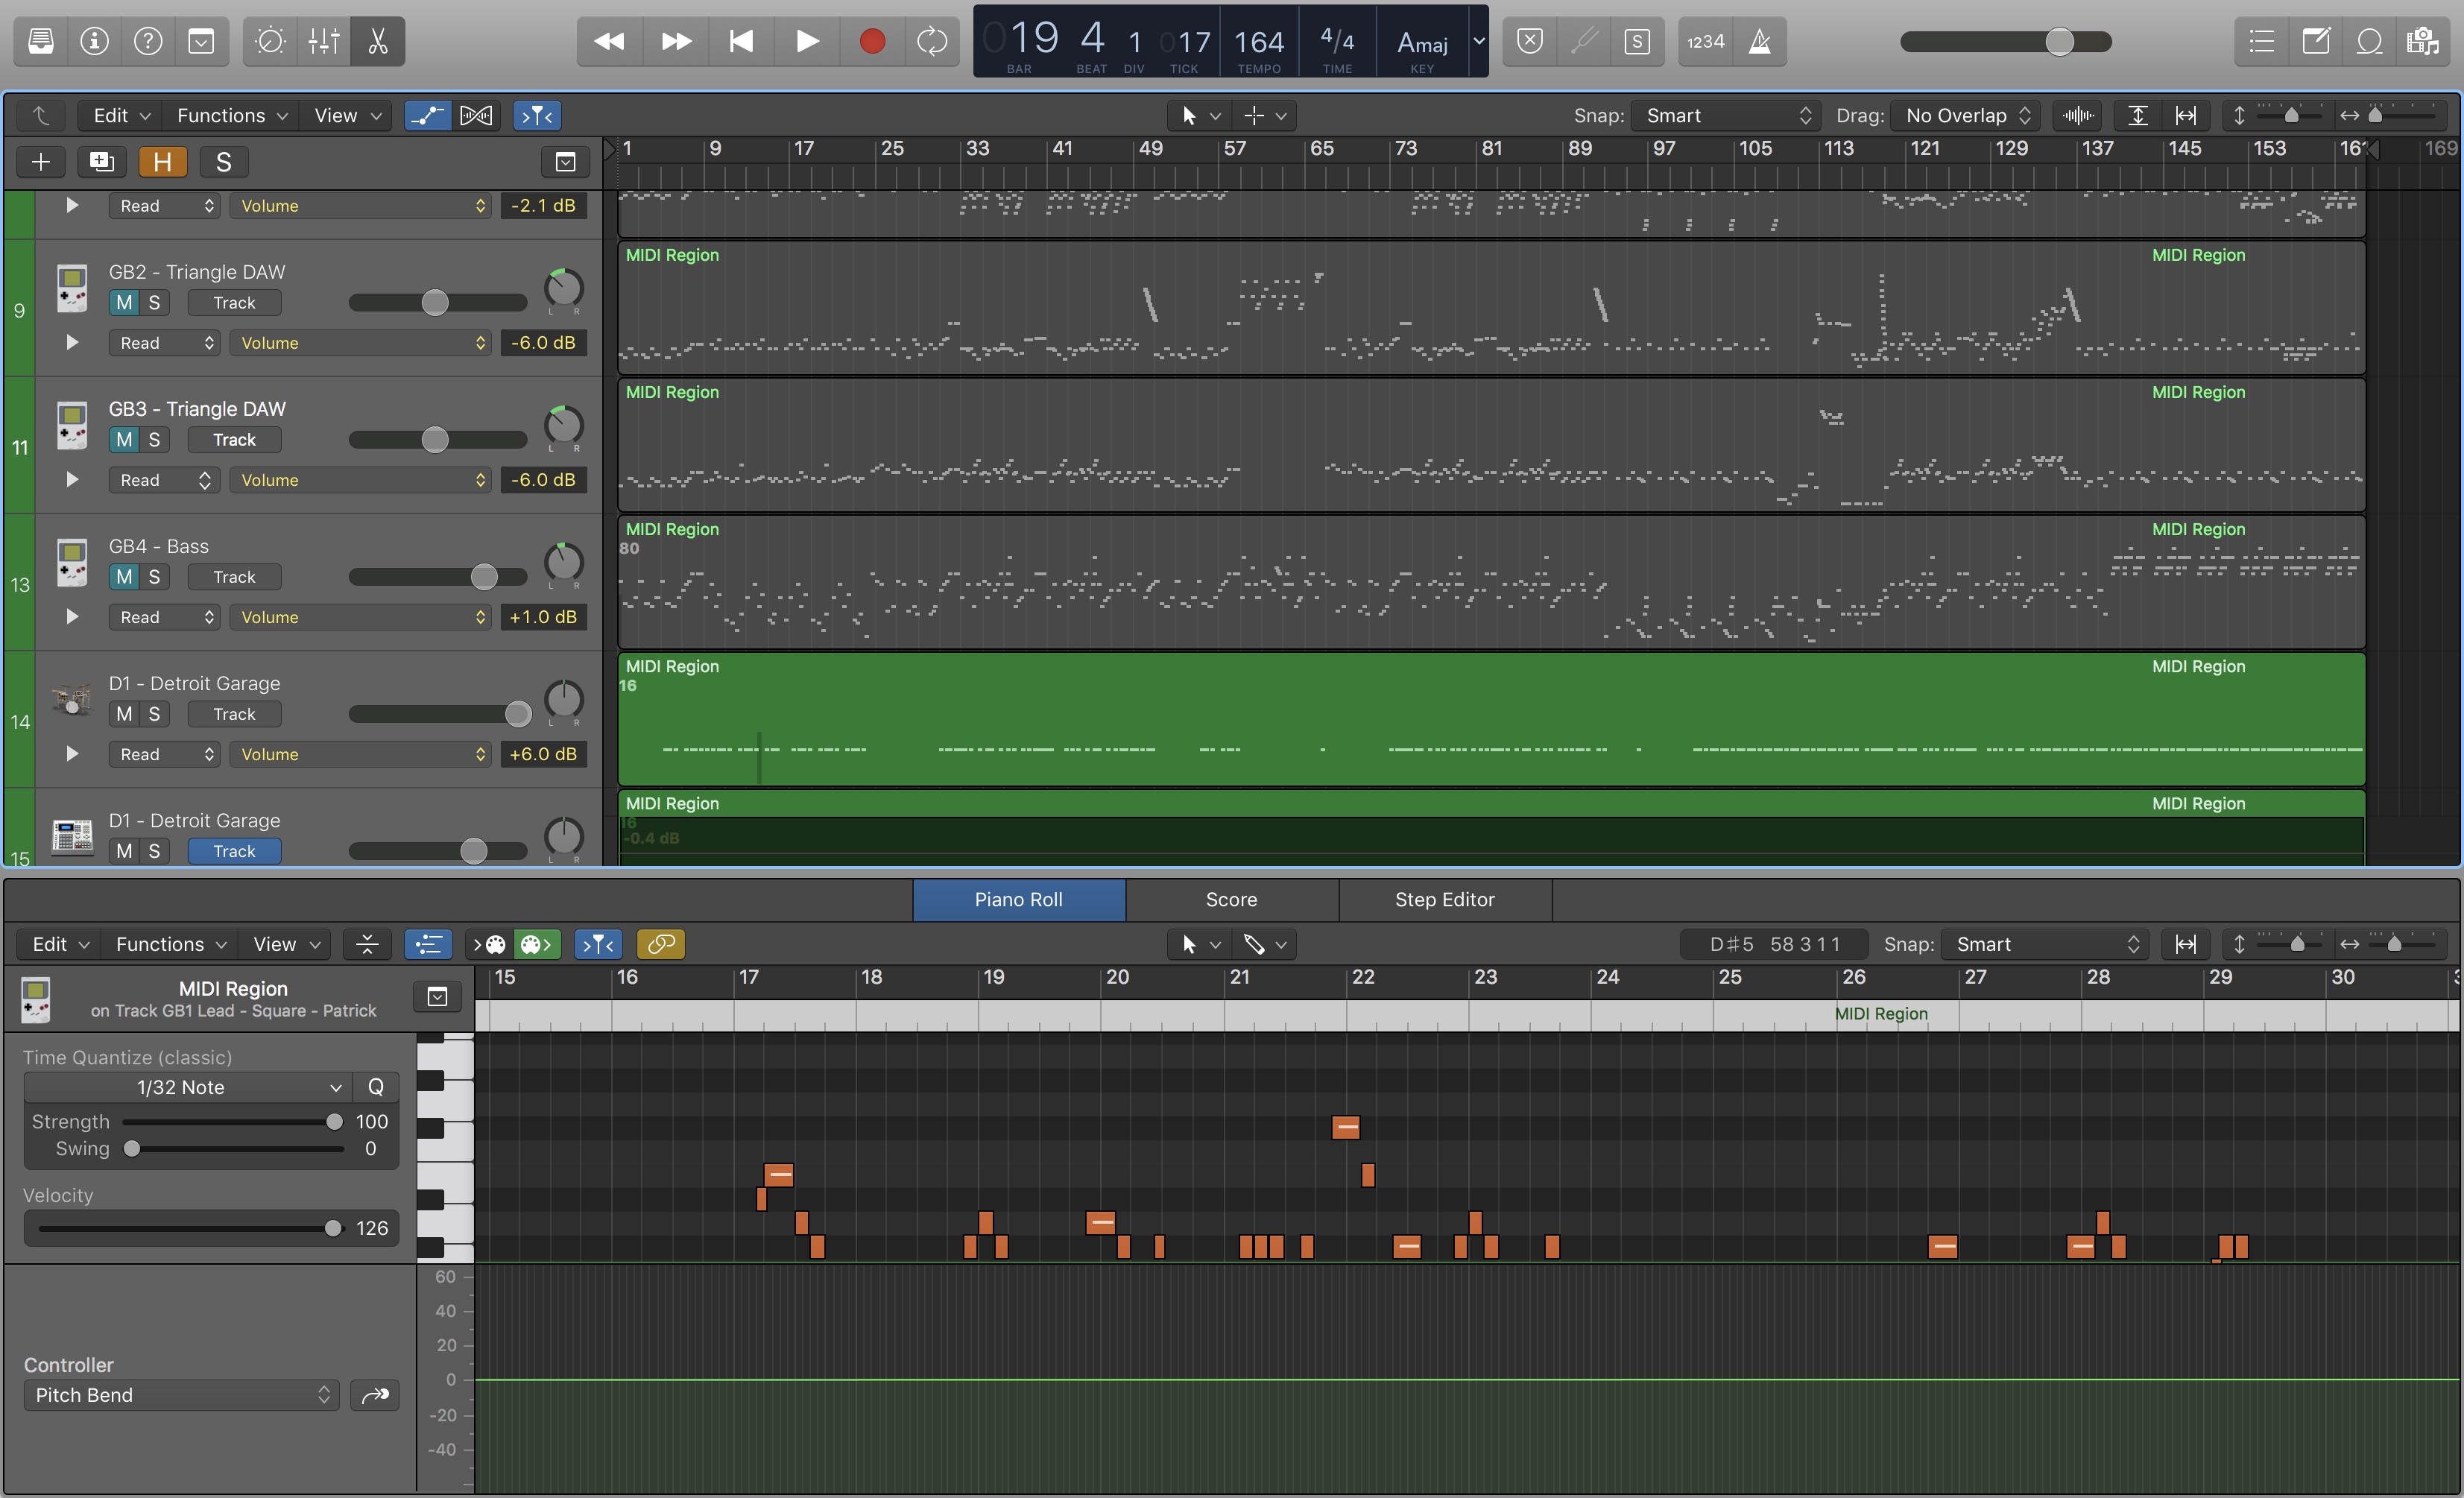 019 4 1 017 164 4/4 Amaj 1234
BAR BEAT DIV TICK TEMPO TIME KEY
Edit Functions View Snap: Smart Drag: No Overlap
H S 1 9 17 25 33 41 49 57 65 73 81 89 97 105 113 121 129 137 145 153 161 169
Read Volume -2.1 dB
GB2 - Triangle DAW MIDI Region MIDI Region
9 M S Track L R
Read Volume -6.0 dB
GB3 - Triangle DAW MIDI Region MIDI Region
11 M S Track L R
Read Volume -6.0 dB
GB4 - Bass MIDI Region MIDI Region
80
13 M S Track L R
Read Volume +1.0 dB
D1 - Detroit Garage MIDI Region MIDI Region
16
14 M S Track L R
Read Volume +6.0 dB
D1 - Detroit Garage MIDI Region MIDI Region
16
-0.4 dB
15 M S Track L R
Piano Roll Score Step Editor
Edit Functions View D♯5 58 3 1 1 Snap: Smart
15 16 17 18 19 20 21 22 23 24 25 26 27 28 29 30
MIDI Region
on Track GB1 Lead - Square - Patrick
MIDI Region
Time Quantize (classic)
1/32 Note Q
Strength 100
Swing 0
Velocity
126
60
40
20
0
-20
-40
Controller
Pitch Bend